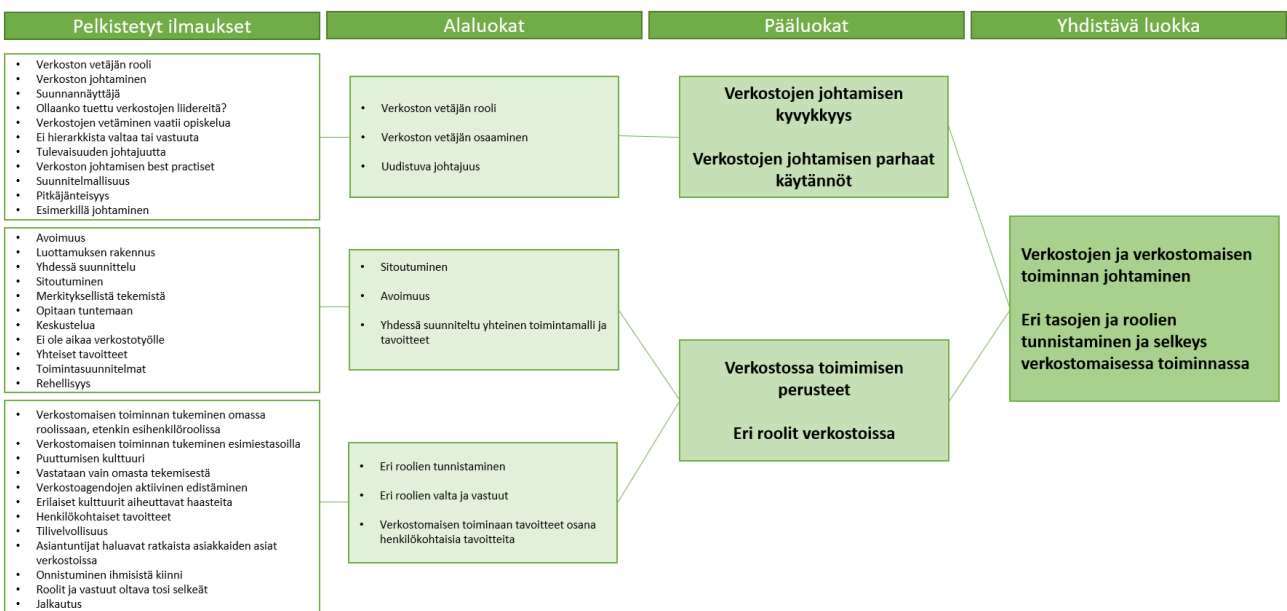 Pelkistetyt ilmaukset
Alaluokat
Pääluokat
Yhdistävä luokka
• Verkoston vetäjän rooli
• Verkoston johtaminen
• Suunnannäyttäjä
• Ollaanko tuettu verkostojen liidereitä?
• Verkostojen vetäminen vaatii opiskelua
• Ei hierarkkista valtaa tai vastuuta
• Tulevaisuuden johtajuutta
• Verkoston johtamisen best practiset
• Suunnitelmallisuus
• Pitkäjänteisyys
• Esimerkillä johtaminen
• Verkoston vetäjän rooli
• Verkoston vetäjän osaaminen
• Uudistuva johtajuus
Verkostojen johtamisen
kyvykkyys
Verkostojen johtamisen parhaat
käytännöt
• Avoimuus
• Luottamuksen rakennus
• Yhdessä suunnittelu
• Sitoutuminen
• Merkityksellistä tekemistä
• Opitaan tuntemaan
• Keskustelua
• Ei ole aikaa verkostotyölle
• Yhteiset tavoitteet
• Toimintasuunnitelmat
• Rehellisyys
• Sitoutuminen
• Avoimuus
• Yhdessä suunniteltu yhteinen toimintamalli ja
tavoitteet
• Verkostomaisen toiminnan tukeminen omassa
roolissaan, etenkin esihenkilöroolissa
• Verkostomaisen toiminnan tukeminen esimiestasoilla
• Puuttumisen kulttuuri
• Vastataan vain omasta tekemisestä
• Verkostoagendojen aktiivinen edistäminen
• Erilaiset kulttuurit aiheuttavat haasteita
• Henkilökohtaiset tavoitteet
• Tilivelvollisuus
• Asiantuntijat haluavat ratkaista asiakkaiden asiat
verkostoissa
• Onnistuminen ihmisistä kiinni
• Roolit ja vastuut oltava tosi selkeät
• Jalkautus
• Eri roolien tunnistaminen
• Eri roolien valta ja vastuut
• Verkostomaisen toiminaan tavoitteet osana
henkilökohtaisia tavoitteita
Verkostossa toimimisen
perusteet
Eri roolit verkostoissa
Verkostojen ja verkostomaisen
toiminnan johtaminen
Eri tasojen ja roolien
tunnistaminen ja selkeys
verkostomaisessa toiminnassa